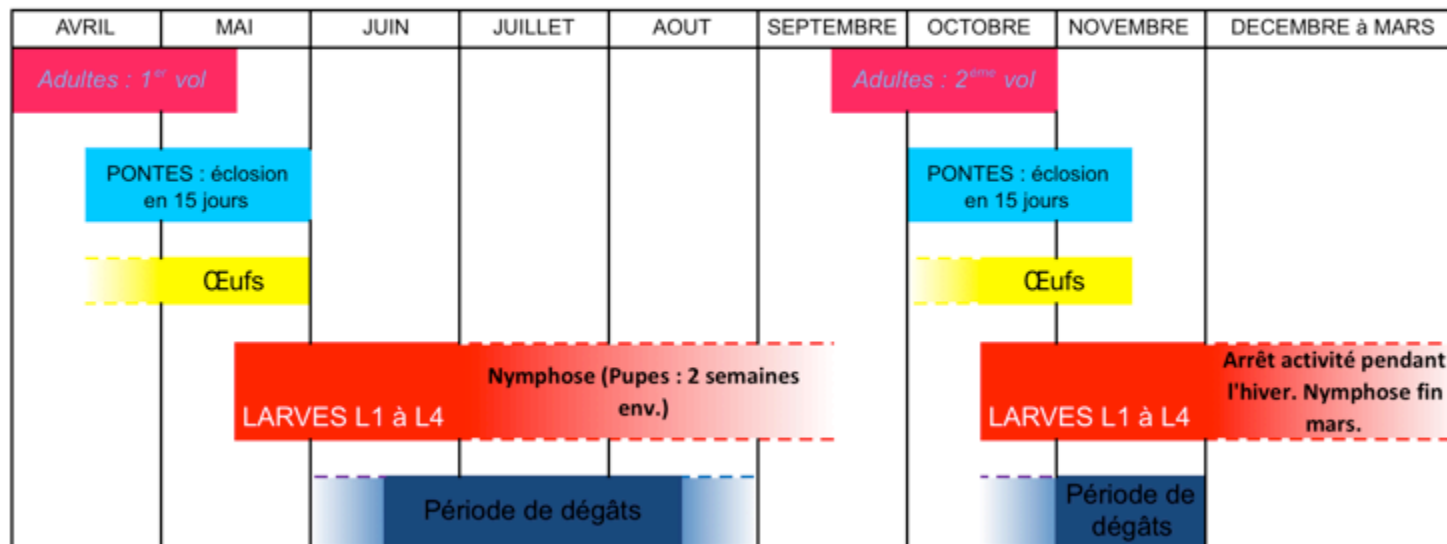 AVRIL MAI JUIN JUILLET AOUT SEPTEMBRE OCTOBRE NOVEMBRE DECEMBRE à MARS
Adultes : 1er vol
Adultes : 2ème vol
PONTES : éclosion
en 15 jours
PONTES : éclosion
en 15 jours
Œufs
Œufs
LARVES L1 à L4
Nymphose (Pupes : 2 semaines
env.)
LARVES L1 à L4
Arrêt activité pendant
l'hiver. Nymphose fin
mars.
Période de dégâts
Période de
dégâts